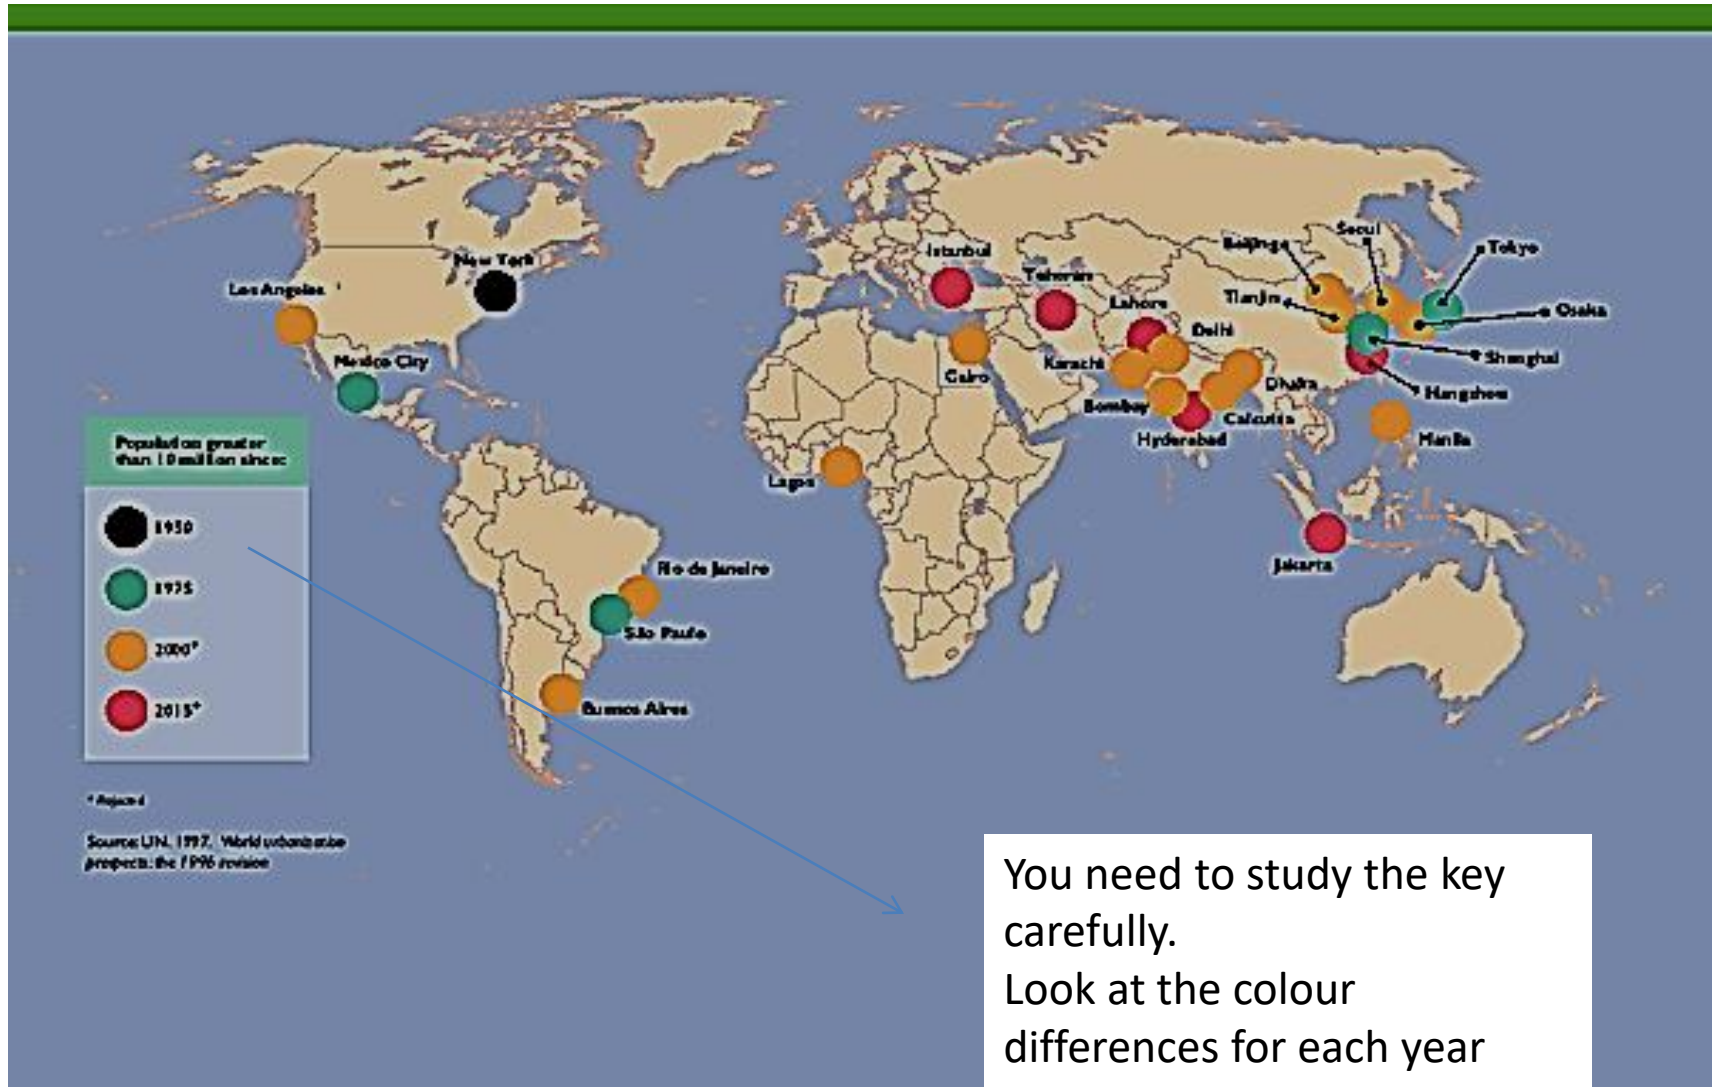 New York
Los Angeles
Mexico City
Istanbul
Teheran
Lahore
Delhi
Karachi
Cairo
Bombay
Hyderabad
Calcutta
Dhaka
Beijing
Seoul
Tokyo
Tianjin
Osaka
Shanghai
Hangzhou
Manila
Lagos
Jakarta
Rio de Janeiro
São Paulo
Buenos Aires
Population greater
than 10 million since:
1950
1975
2000*
2015*
* Projected
Source: UN, 1997. World urbanization
prospects: the 1996 revision
You need to study the key
carefully.
Look at the colour
differences for each year